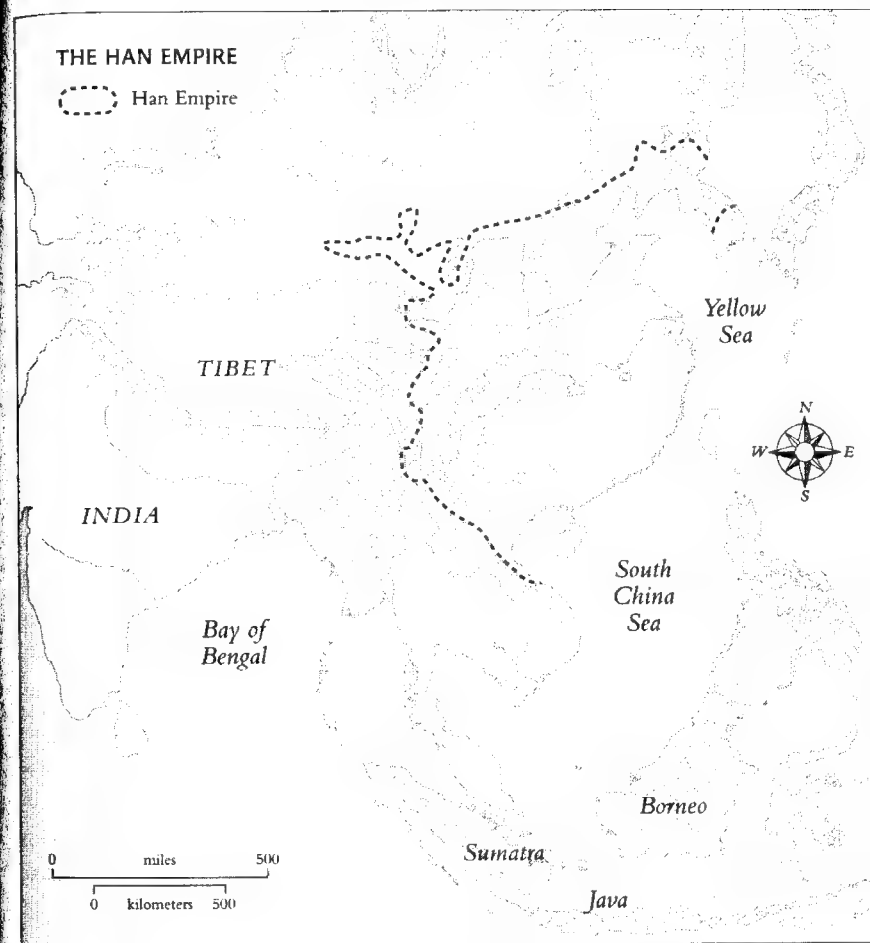 THE HAN EMPIRE
Han Empire
Yellow
Sea
TIBET
N
W
E
S
INDIA
South
China
Sea
Bay of
Bengal
Borneo
0 miles 500
Sumatra
0 kilometers 500
Java